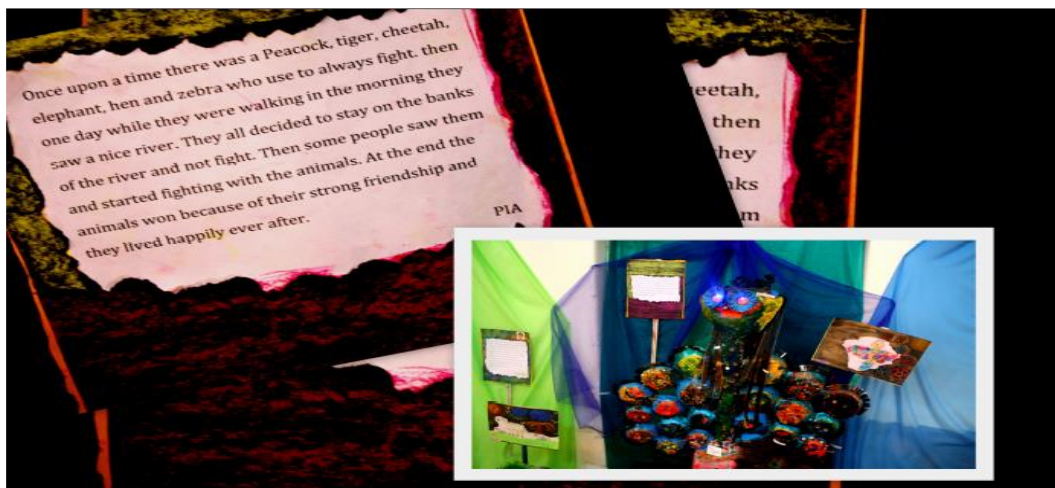 Once upon a time there was a Peacock, tiger, cheetah,
elephant, hen and zebra who use to always fight. then
one day while they were walking in the morning they
saw a nice river. They all decided to stay on the banks
of the river and not fight. Then some people saw them
and started fighting with the animals. At the end the
animals won because of their strong friendship and
they lived happily ever after.
PIA
eetah,
then
hey
nks
m